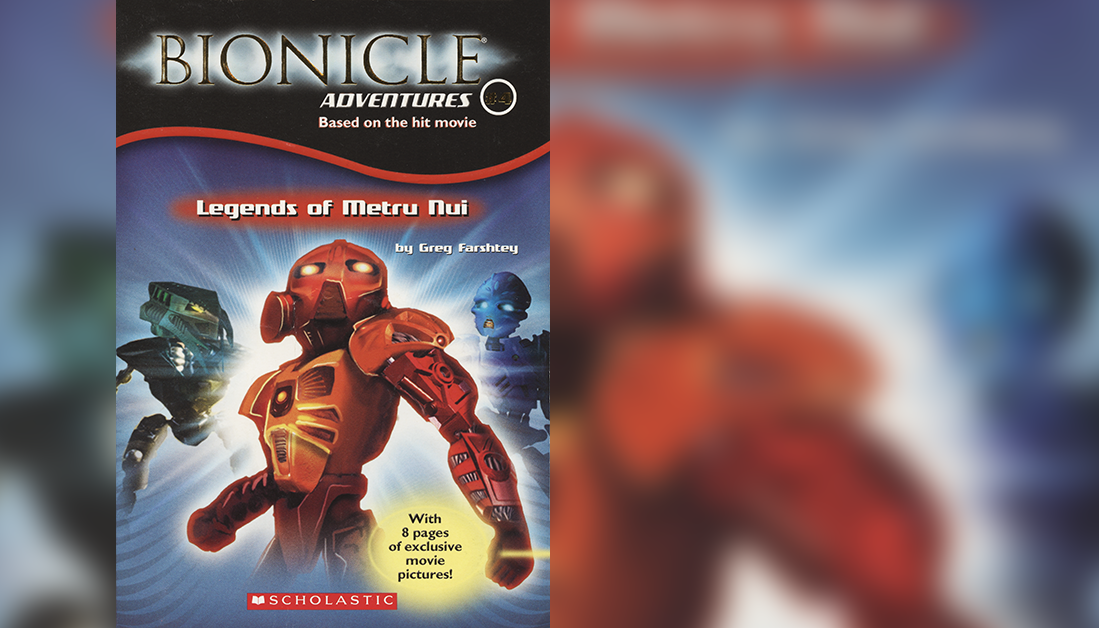 BIONICLE®
ADVENTURES #4
Based on the hit movie
Legends of Metru Nui
by Greg Farshtey
With
8 pages
of exclusive
movie
pictures!
SCHOLASTIC